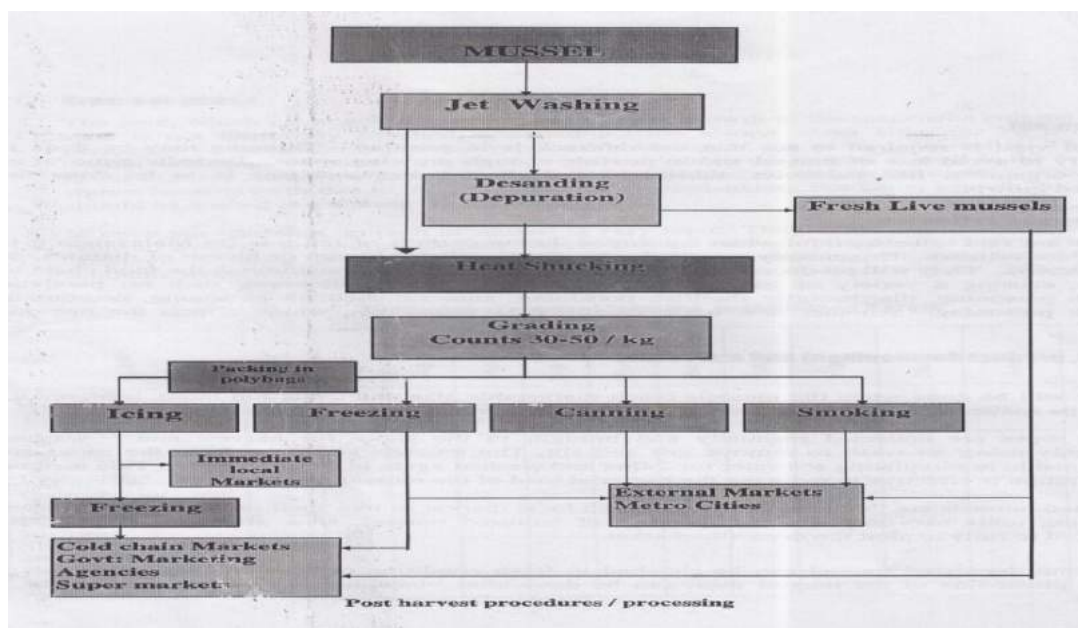 MUSSEL
Jet Washing
Desanding
(Depuration)
Fresh Live mussels
Heat Shucking
Grading
Counts 30-50 / kg
Packing in
polybags
Icing
Freezing
Canning
Smoking
Immediate
local
Markets
External Markets
Metro Cities
Freezing
Cold chain Markets
Govt: Markering
Agencies
Super markets
Post harvest procedures / processing